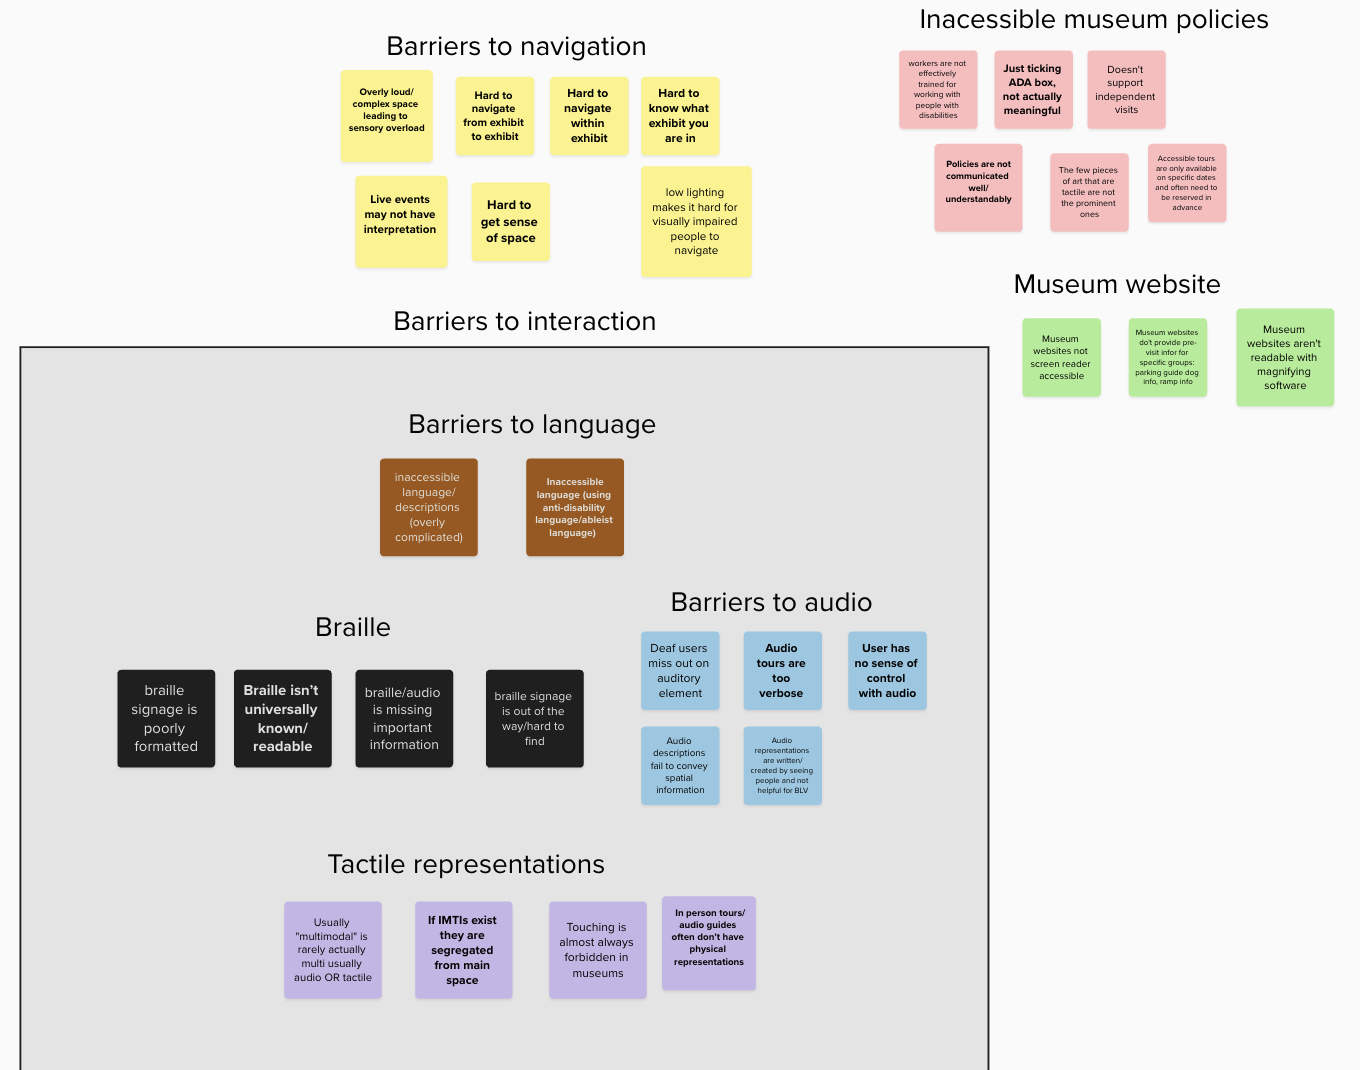 Barriers to navigation
Overly loud/
complex space
leading to
sensory overload
Hard to
navigate
from exhibit
to exhibit
Hard to
navigate
within
exhibit
Hard to
know what
exhibit you
are in
Live events
may not have
interpretation
Hard to
get sense
of space
low lighting
makes it hard for
visually impaired
people to
navigate
Inacessible museum policies
workers are not
effectively
trained for
working with
people with
disabilities
Just ticking
ADA box,
not actually
meaningful
Doesn't
support
independent
visits
Policies are not
communicated
well/
understandably
The few pieces
of art that are
tactile are not
the prominent
ones
Accessible tours
are only available
on specific dates
and often need to
be reserved in
advance
Museum website
Museum
websites not
screen reader
accessible
Museum websites
do't provide pre-
visit infor for
specific groups:
parking guide dog
info, ramp info
Museum
websites aren't
readable with
magnifying
software
Barriers to interaction
Barriers to language
inaccessible
language/
descriptions
(overly
complicated)
Inaccessible
language (using
anti-disability
language/ableist
language)
Braille
braille
signage is
poorly
formatted
Braille isn't
universally
known/
readable
braille/audio
is missing
important
information
braille signage
is out of the
way/hard to
find
Barriers to audio
Deaf users
miss out on
auditory
element
Audio
tours are
too
verbose
User has
no sense of
control
with audio
Audio
descriptions
fail to convey
spatial
information
Audio
representations
are written/
created by seeing
people and not
helpful for BLV
Tactile representations
Usually
"multimodal" is
rarely actually
multi usually
audio OR tactile
If IMTIs exist
they are
segregated
from main
space
Touching is
almost always
forbidden in
museums
In person tours/
audio guides
often don't have
physical
representations